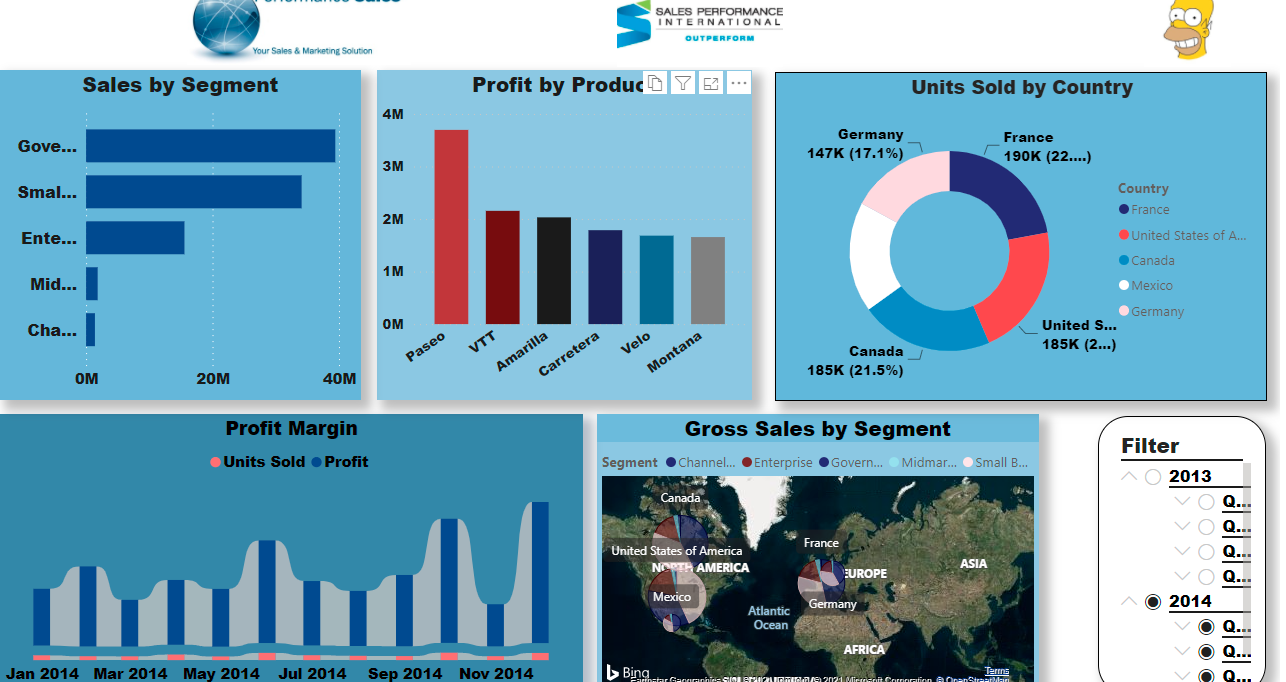 Performance Sales
Your Sales & Marketing Solution
SALES PERFORMANCE
INTERNATIONAL
OUTPERFORM
Sales by Segment
Gove...
Smal...
Ente...
Mid...
Cha...
0M
20M
40M
Profit by Produc
4M
3M
2M
1M
0M
Paseo
VTT
Amarilla
Carretera
Velo
Montana
Units Sold by Country
Germany
147K (17.1%)
France
190K (22....)
United S...
185K (2...)
Canada
185K (21.5%)
Country
France
United States of A...
Canada
Mexico
Germany
Profit Margin
Units Sold
Profit
Jan 2014
Mar 2014
May 2014
Jul 2014
Sep 2014
Nov 2014
Gross Sales by Segment
Segment
Channel...
Enterprise
Govern...
Midmar...
Small B...
Canada
United States of America
NORTH AMERICA
Mexico
France
EUROPE
Germany
ASIA
Atlantic
Ocean
AFRICA
Bing
Terms
2021 Microsoft Corporation, © OpenStreetMap
Filter
2013
Q...
Q...
Q...
Q...
2014
Q...
Q...
Q...